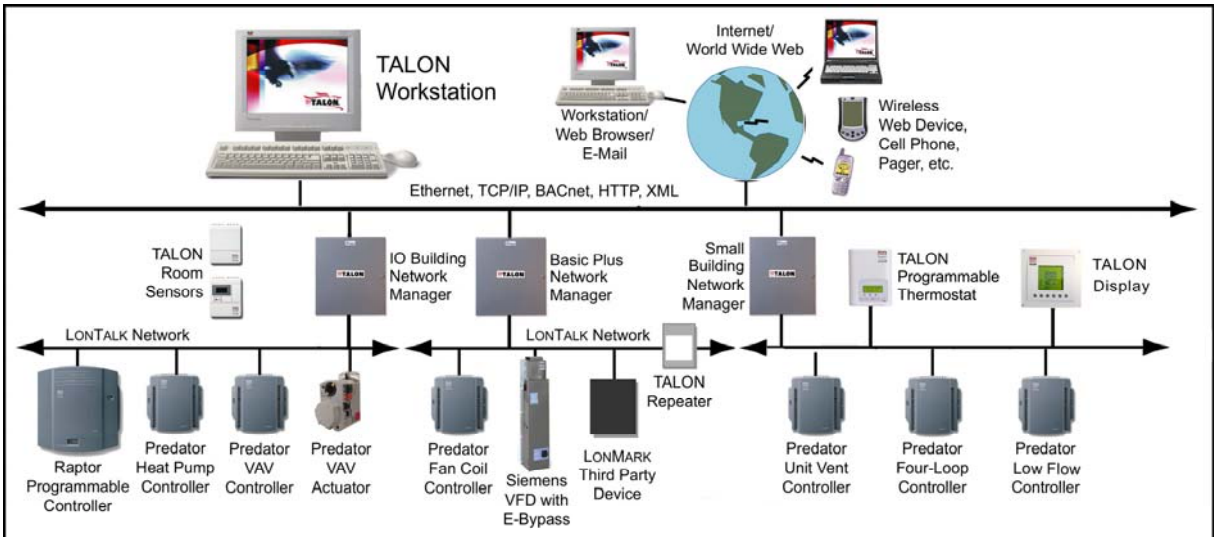 TALON
Workstation
TALON
Internet/
World Wide Web
Workstation/
Web Browser/
E-Mail
Wireless
Web Device,
Cell Phone,
Pager, etc.
Ethernet, TCP/IP, BACnet, HTTP, XML
TALON
Room
Sensors
IO Building
Network
Manager
TALON
Basic Plus
Network
Manager
TALON
Small
Building
Network
Manager
TALON
TALON
Programmable
Thermostat
TALON
Display
LONTALK Network
LONTALK Network
TALON
Repeater
Raptor
Programmable
Controller
Predator
Heat Pump
Controller
Predator
VAV
Controller
Predator
VAV
Actuator
Predator
Fan Coil
Controller
Siemens
VFD with
E-Bypass
LONMARK
Third Party
Device
Predator
Unit Vent
Controller
Predator
Four-Loop
Controller
Predator
Low Flow
Controller